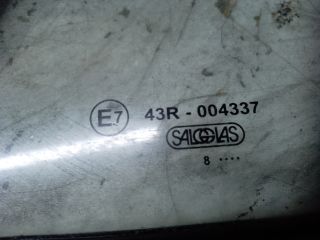 E7 43R - 004337
SALGGLAS
8 ....